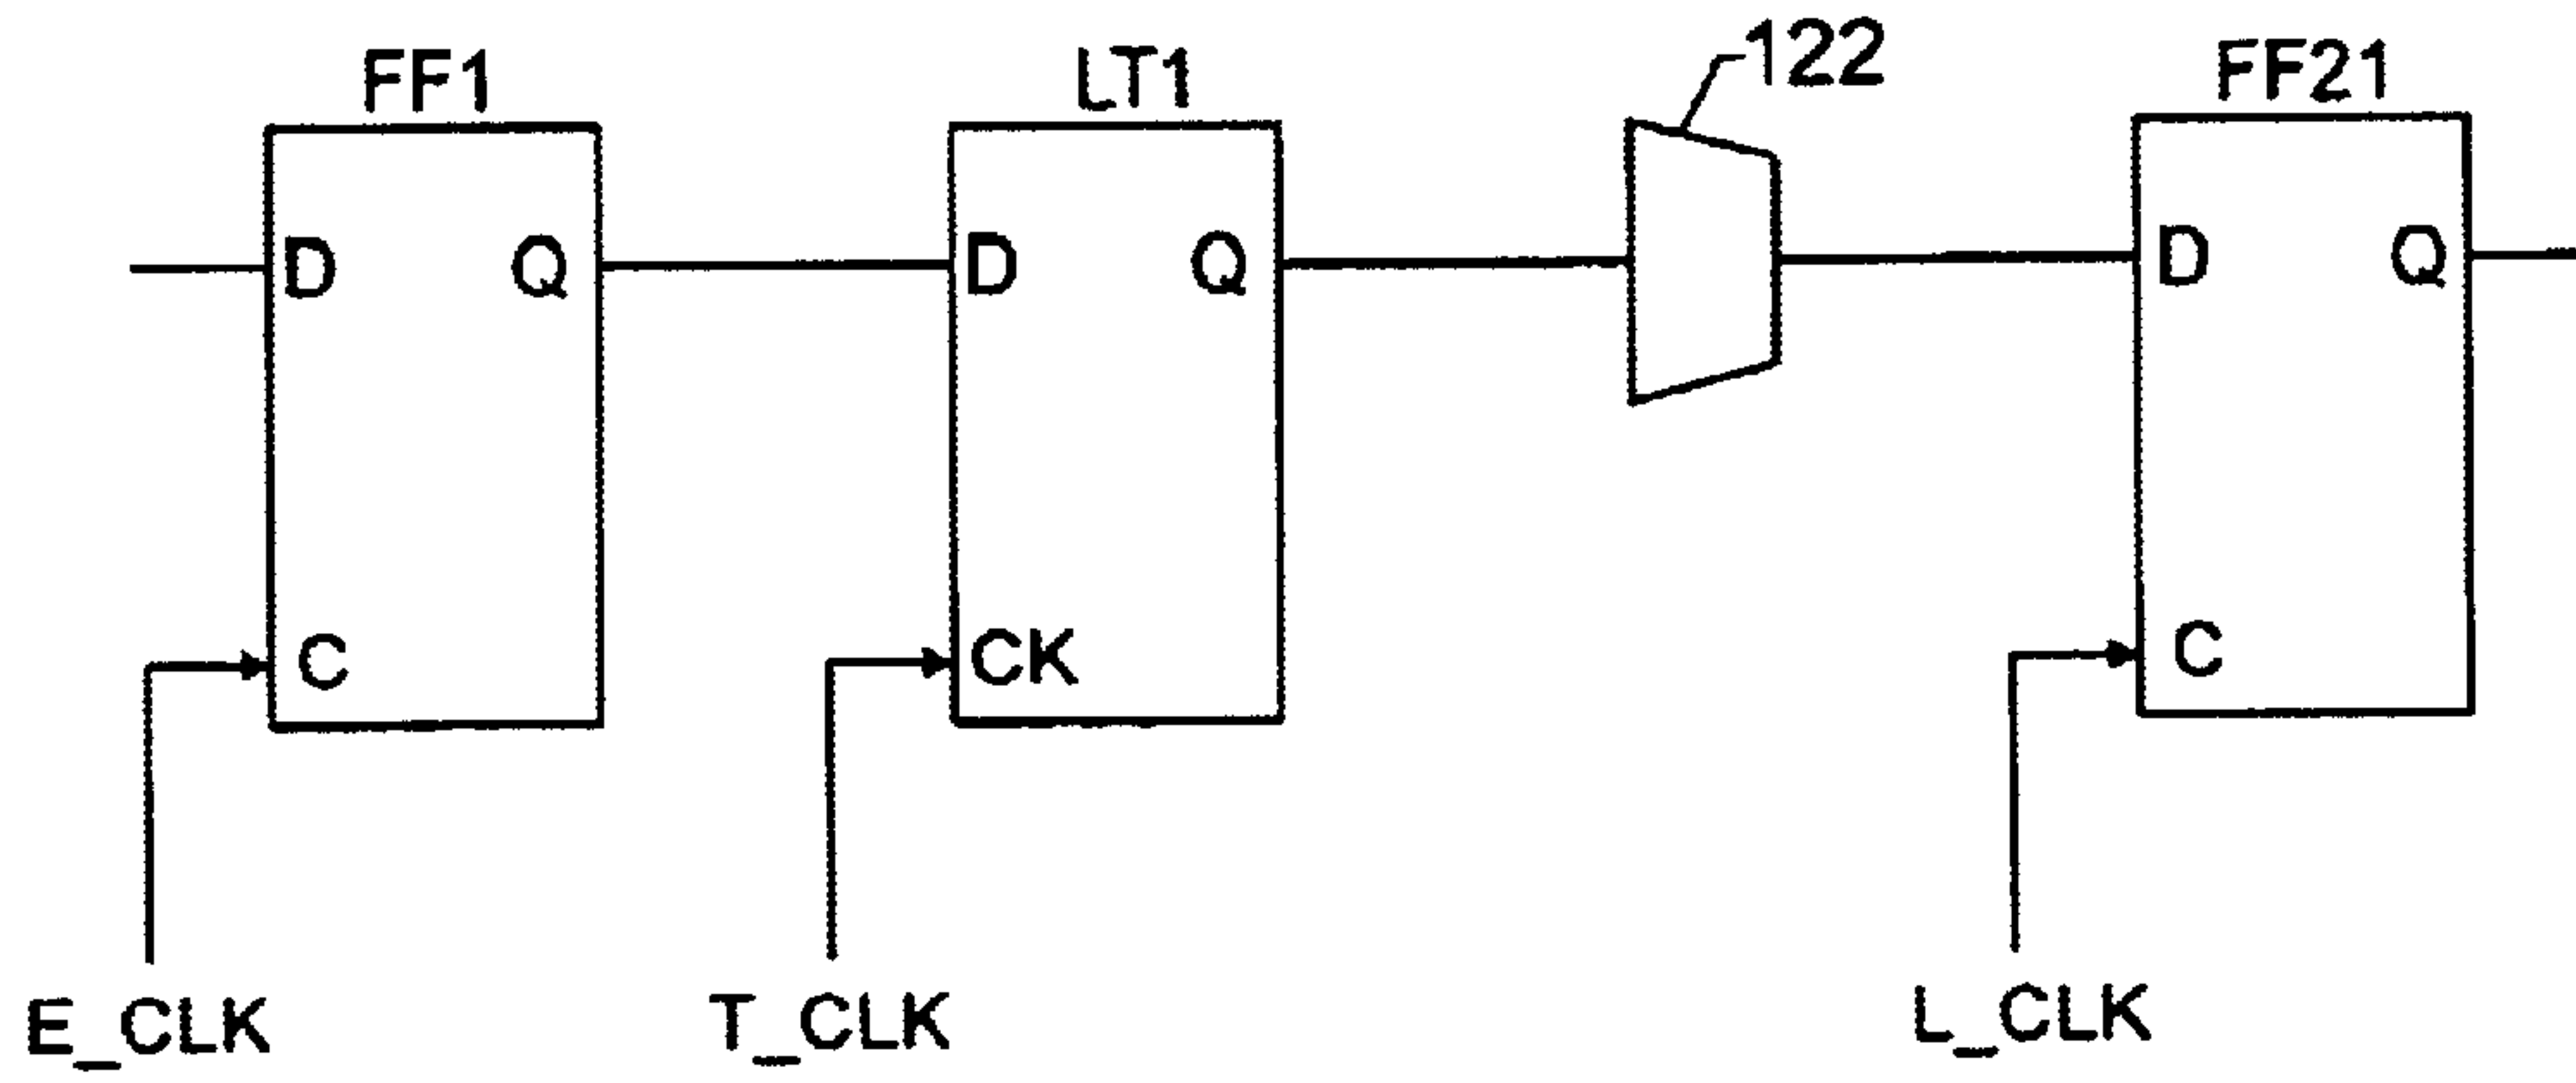 FF1
LT1
122
FF21
D Q
D Q
D Q
C
CK
C
E_CLK
T_CLK
L_CLK